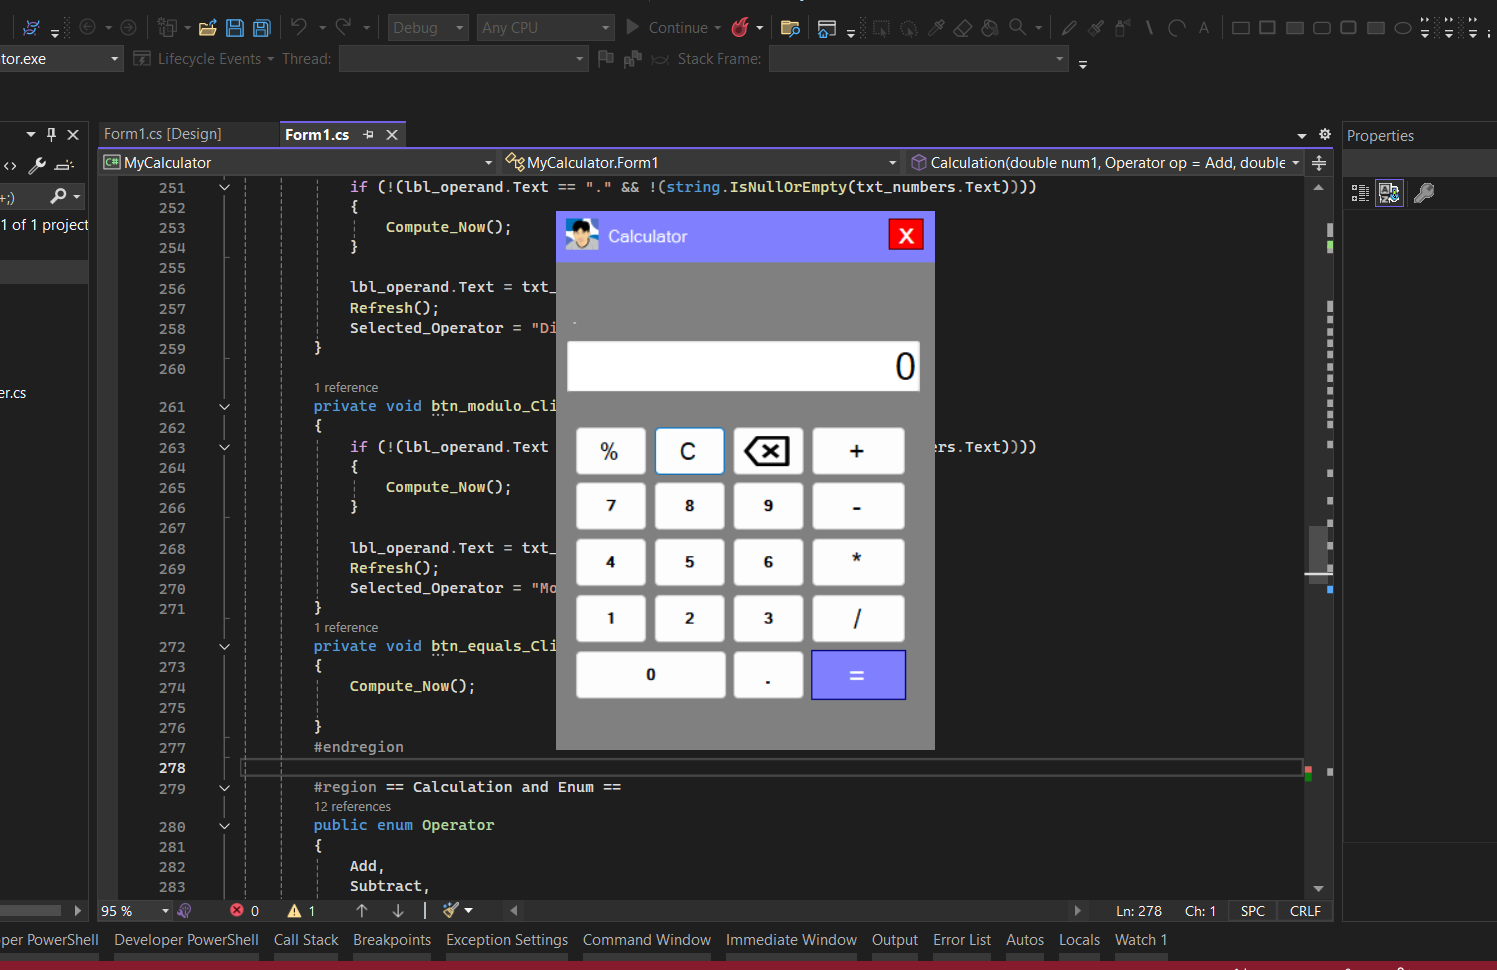 Debug
Any CPU
Continue
tor.exe
Lifecycle Events
Thread:
Stack Frame:
Form1.cs [Design]
Form1.cs
Properties
C# MyCalculator
MyCalculator.Form1
Calculation(double num1, Operator op = Add, double
+;)
1 of 1 project
er.cs
251 if (!(lbl_operand.Text == "." && !(string.IsNullOrEmpty(txt_numbers.Text))))
252 {
253 Compute_Now();
254 }
255
256 lbl_operand.Text = txt_
257 Refresh();
258 Selected_Operator = "Di
259 }
260
1 reference
261 private void btn_modulo_Cli
262 {
263 if (!(lbl_operand.Text rs.Text))))
264 {
265 Compute_Now();
266 }
267
268 lbl_operand.Text = txt_
269 Refresh();
270 Selected_Operator = "Mo
271 }
1 reference
272 private void btn_equals_Cli
273 {
274 Compute_Now();
275
276 }
277 #endregion
278
279 #region == Calculation and Enum ==
12 references
280 public enum Operator
281 {
282 Add,
283 Subtract,
Calculator
X
.
0
% C +
7 8 9 -
4 5 6 *
1 2 3 /
0 . =
95 %
0
1
Ln: 278
Ch: 1
SPC
CRLF
per PowerShell
Developer PowerShell
Call Stack
Breakpoints
Exception Settings
Command Window
Immediate Window
Output
Error List
Autos
Locals
Watch 1